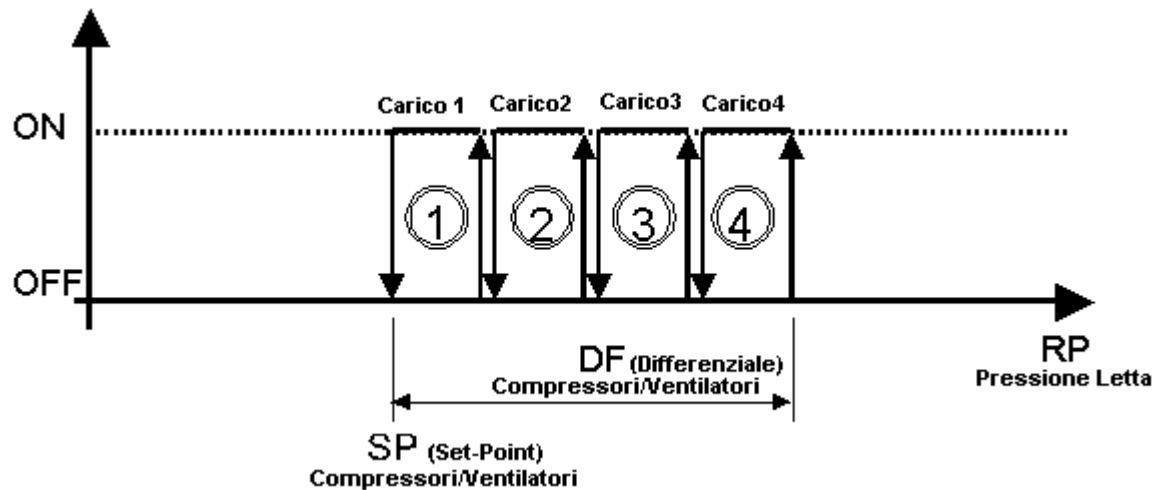 Carico 1 Carico2 Carico3 Carico4
ON
1 2 3 4
OFF
DF (Differenziale)
Compressori/Ventilatori
RP
Pressione Letta
SP (Set-Point)
Compressori/Ventilatori